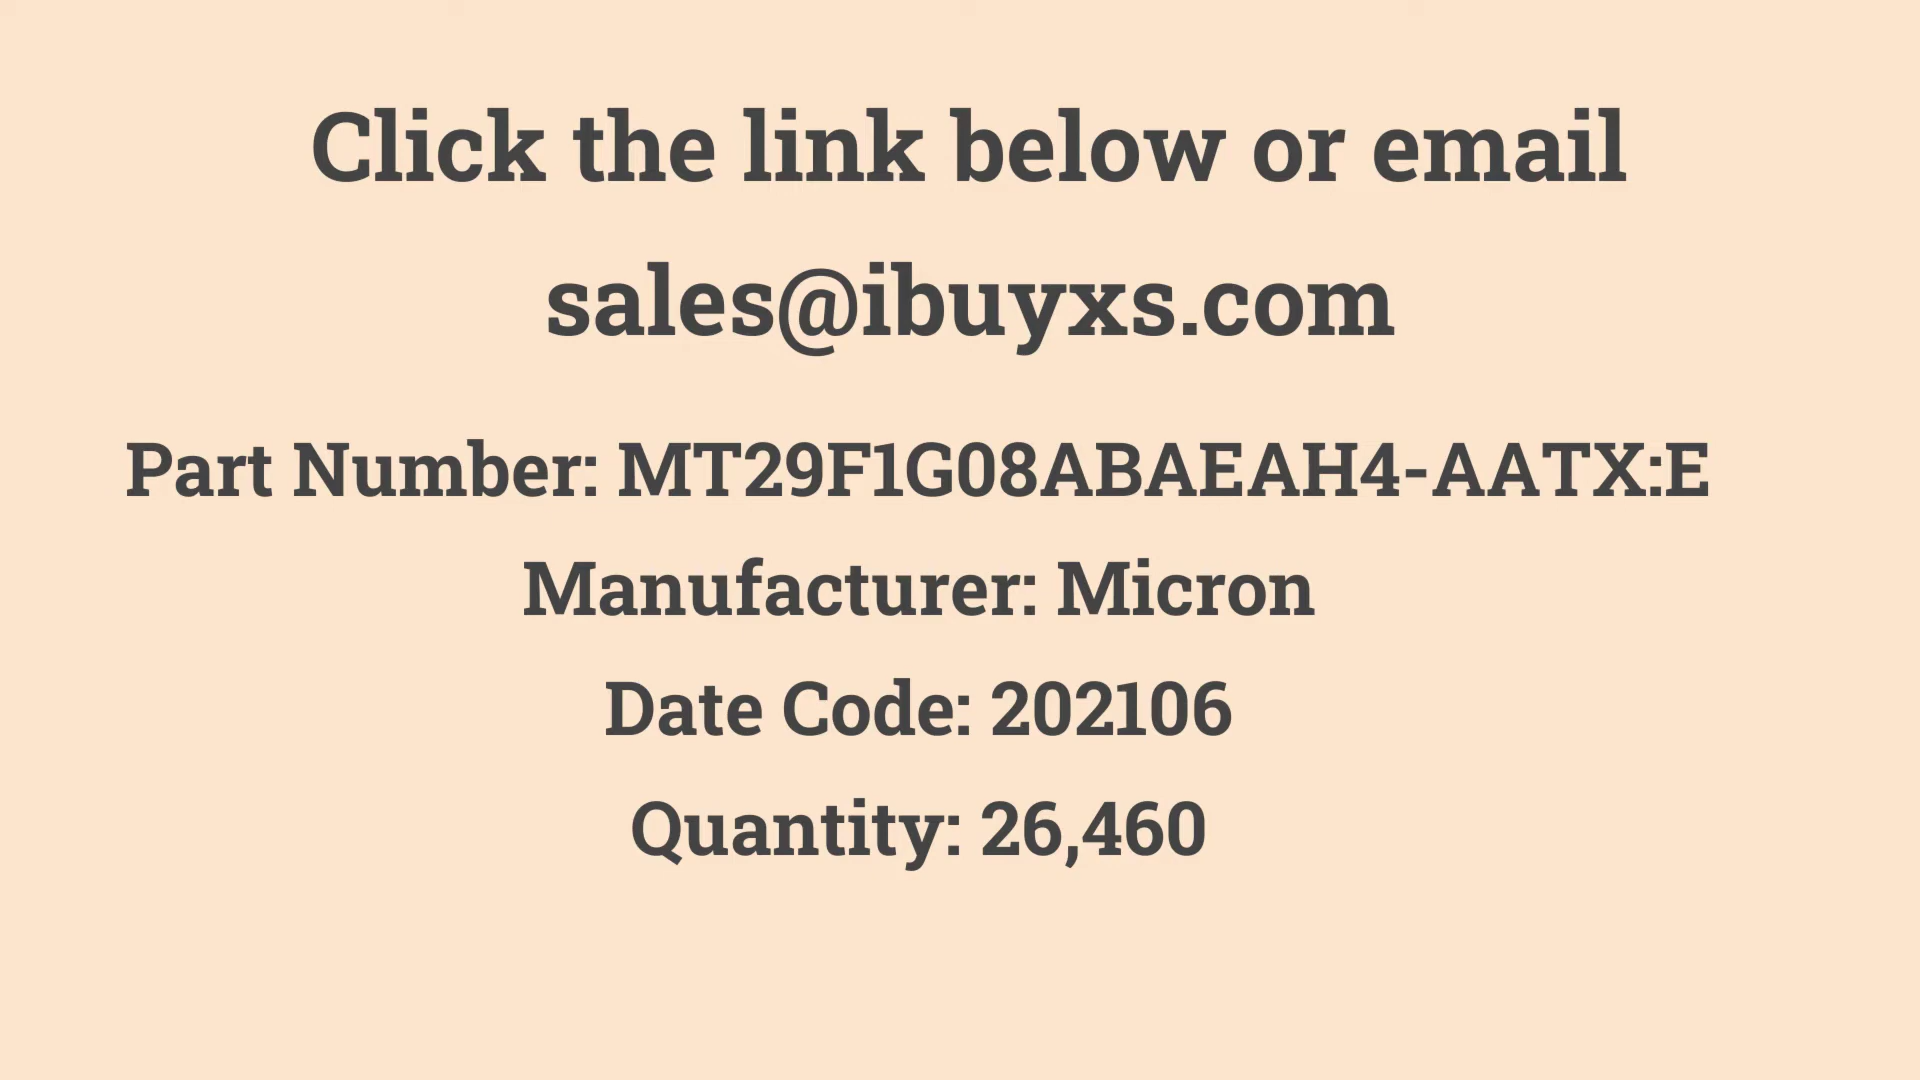 Click the link below or email
sales@ibuyxs.com
Part Number: MT29F1G08ABAEAH4-AATX:E
Manufacturer: Micron
Date Code: 202106
Quantity: 26,460